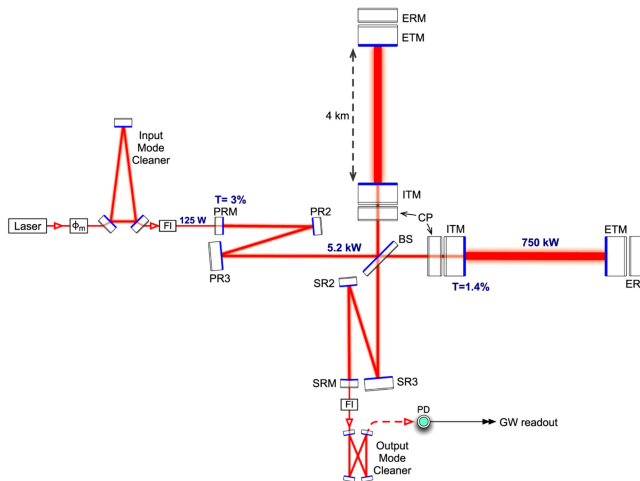 ERM
ETM
4 km
Input
Mode
Cleaner
ITM
T= 3%
PRM
PR2
CP
Laser
Φm
FI
125 W
BS
ITM
5.2 kW
750 kW
ETM
PR3
ER
SR2
T=1.4%
SRM
SR3
FI
PD
GW readout
Output
Mode
Cleaner